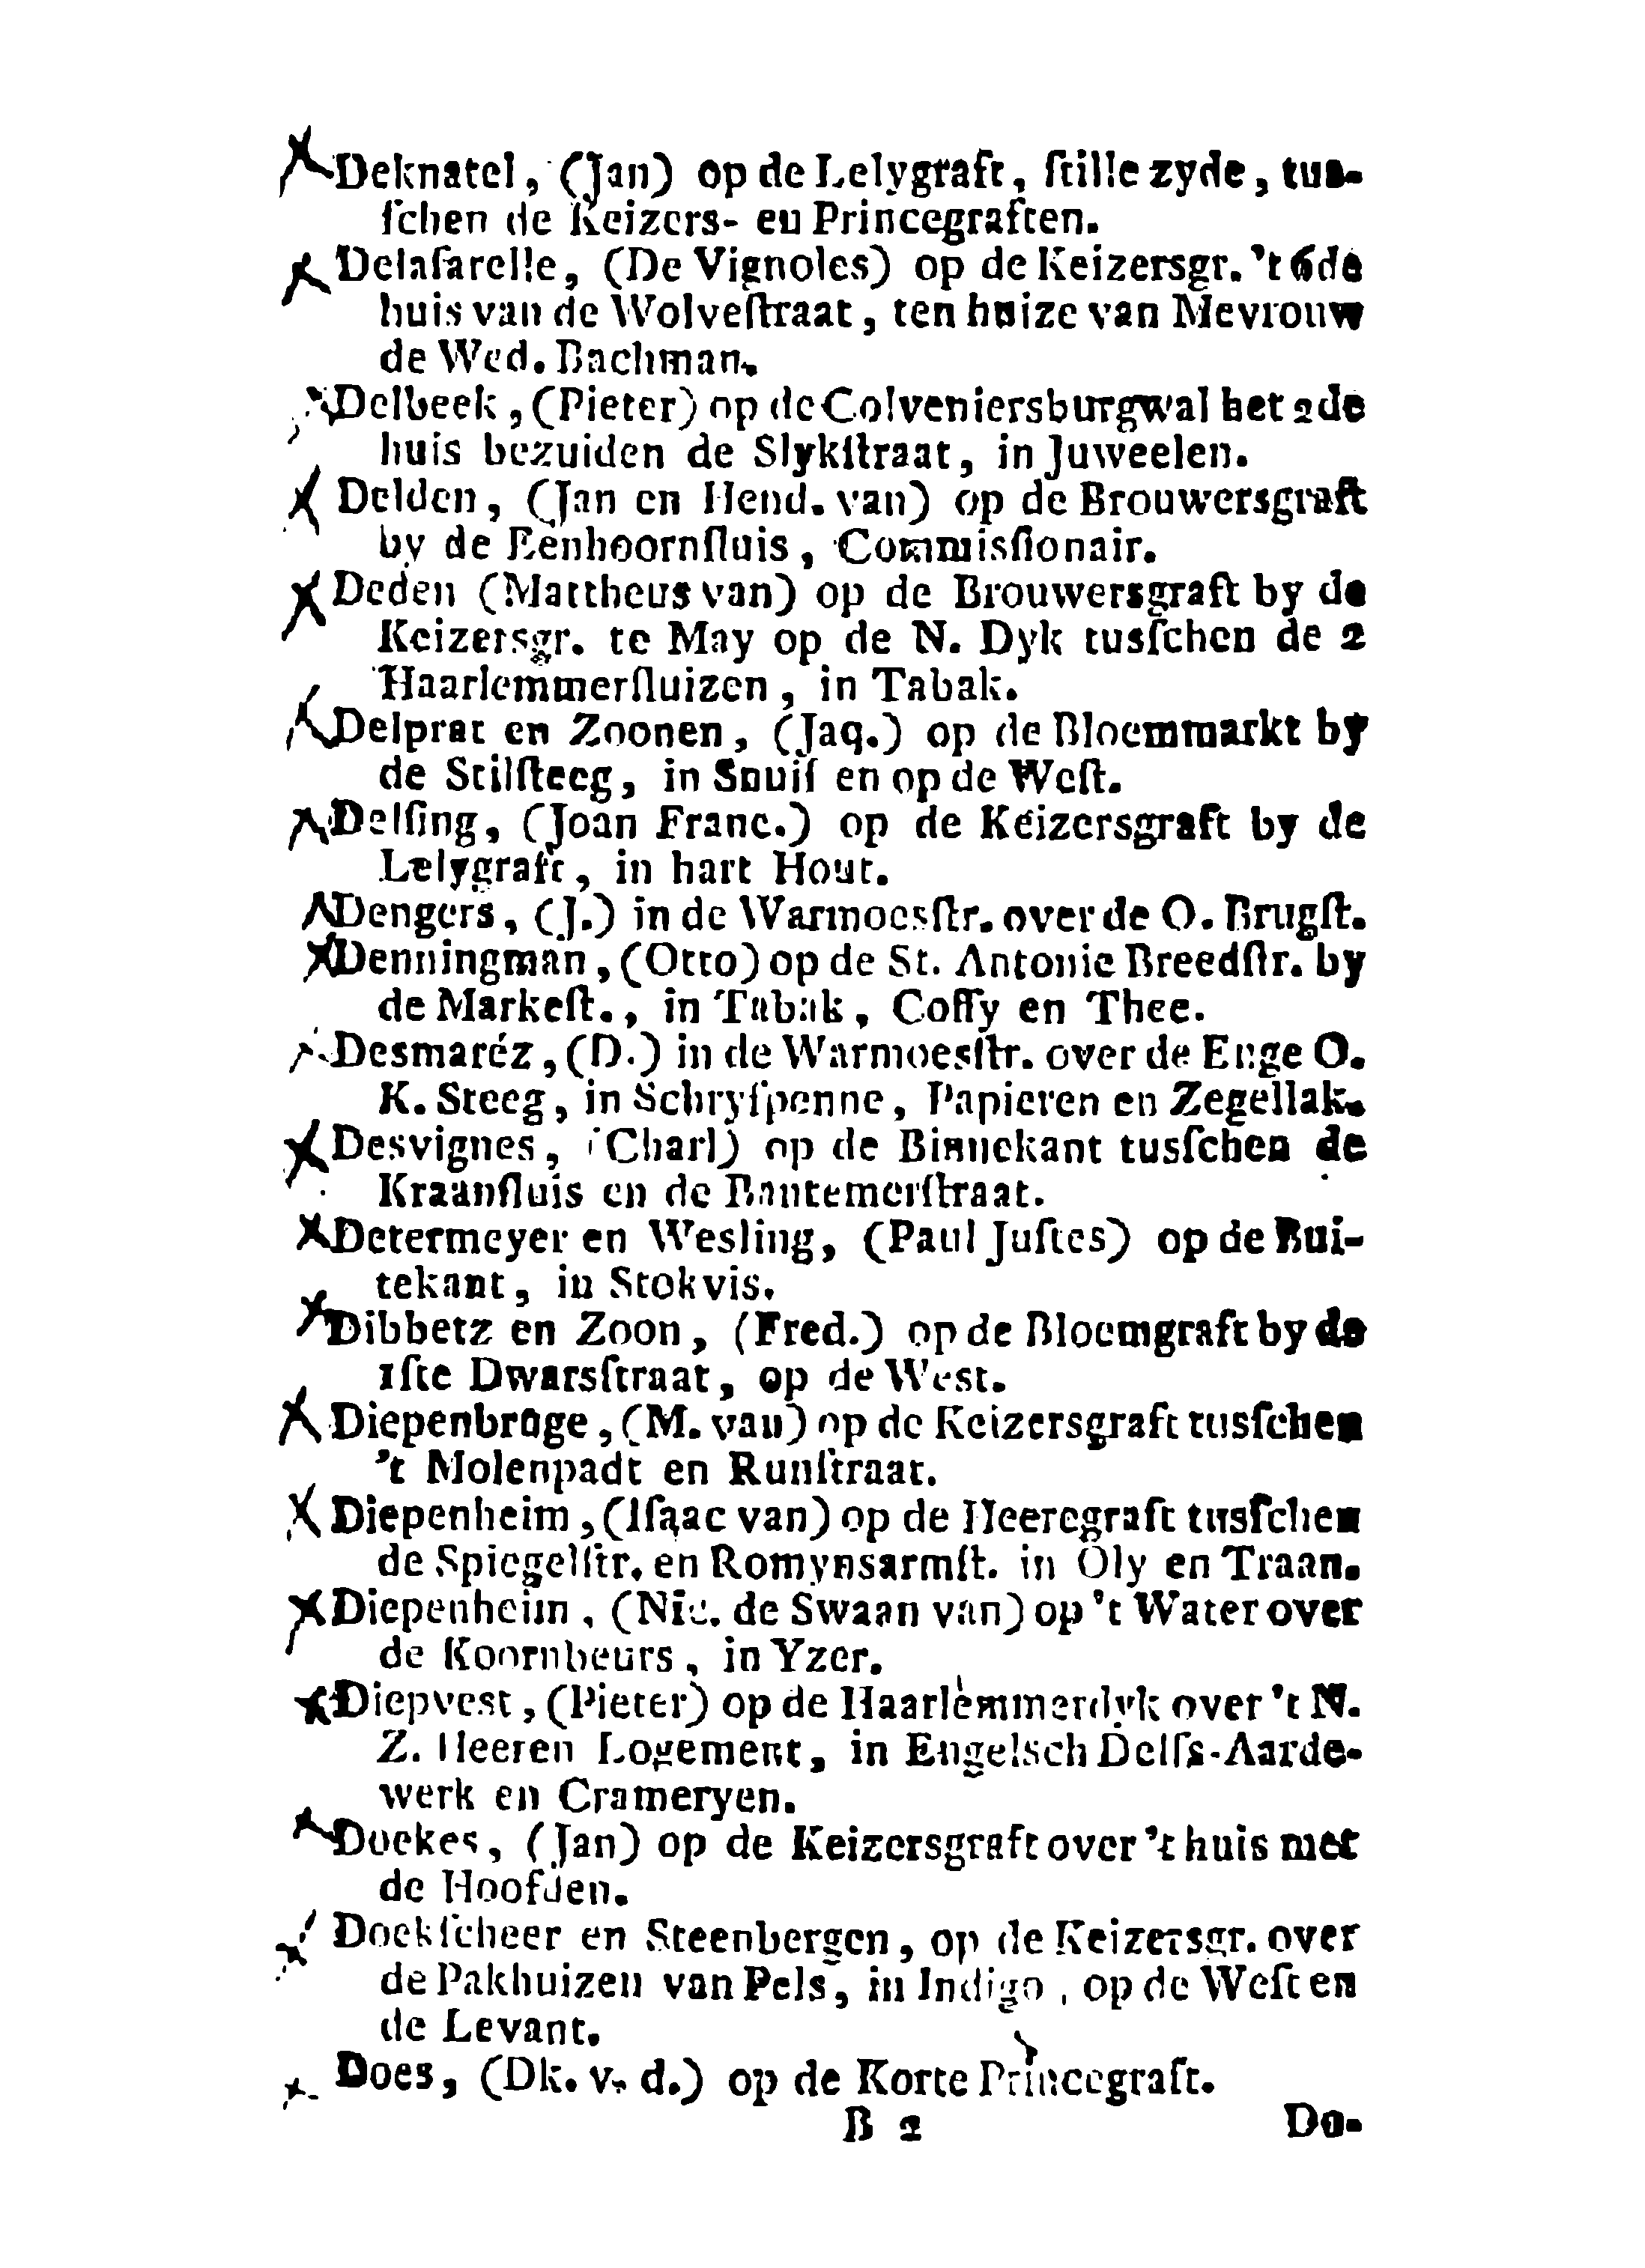 Deknatel, (Jan) op de Lelygraft, ſtille zyde, tus-
ſchen de Keizers- en Princegraften.
Delafarelle, (De Vignoles) op de Keizersgr. 't 6de
huis van de Wolveſtraat, ten huize van Mevrouw
de Wed. Bachman.
Delbeek, (Pieter) op de Colveniersburgwal het 2de
huis bezuiden de Slykſtraat, in Juweelen.
Delden, (Jan en Hend. van) op de Brouwersgraft
by de Eenhoornſluis, Commisſionair.
Deden (Mattheus van) op de Brouwersgraft by de
Keizersgr. te May op de N. Dyk tusſchen de 2
Haarlemmerſluizen, in Tabak.
Delprat en Zoonen, (Jaq.) op de Bloemmarkt by
de Stilſteeg, in Snuif en op de Weſt.
Delſing, (Joan Franc.) op de Keizersgraft by de
Lelygraft, in hart Hout.
Dengers, (J.) in de Warmoesſtr. over de O. Brugſt.
Denningman, (Otto) op de St. Antonie Breedſtr. by
de Markeſt., in Tabak, Coffy en Thee.
Desmaréz, (D.) in de Warmoesſtr. over de Enge O.
K. Steeg, in Schryfpenne, Papieren en Zegellak.
Desvignes, (Charl) op de Binnekant tusſchen de
Kraanſluis en de Bantemerſtraat.
Determeyer en Wesling, (Paul Juſtes) op de Bui-
tekant, in Stokvis.
Dibbetz en Zoon, (Fred.) op de Bloemgraft by de
1ſte Dwarsſtraat, op de West.
Diepenbruge, (M. van) op de Keizersgraft tusſchen
't Molenpadt en Runſtraat.
Diepenheim, (Iſaac van) op de Heeregraft tusſchen
de Spiegelſtr. en Romynsarmſt. in Oly en Traan.
Diepenheim, (Nic. de Swaan van) op 't Water over
de Koornbeurs, in Yzer.
Diepvest, (Pieter) op de Haarlemmerdyk over 't N.
Z. Heeren Logement, in Engelsch Delfs-Aarde-
werk en Crameryen.
Doekes, (Jan) op de Keizersgraft over 't huis met
de Hoofden.
Doekſcheer en Steenbergen, op de Keizersgr. over
de Pakhuizen van Pels, in Indigo, op de Weſt en
de Levant.
Does, (Dk. v. d.) op de Korte Princegraft.
B 2 Do-